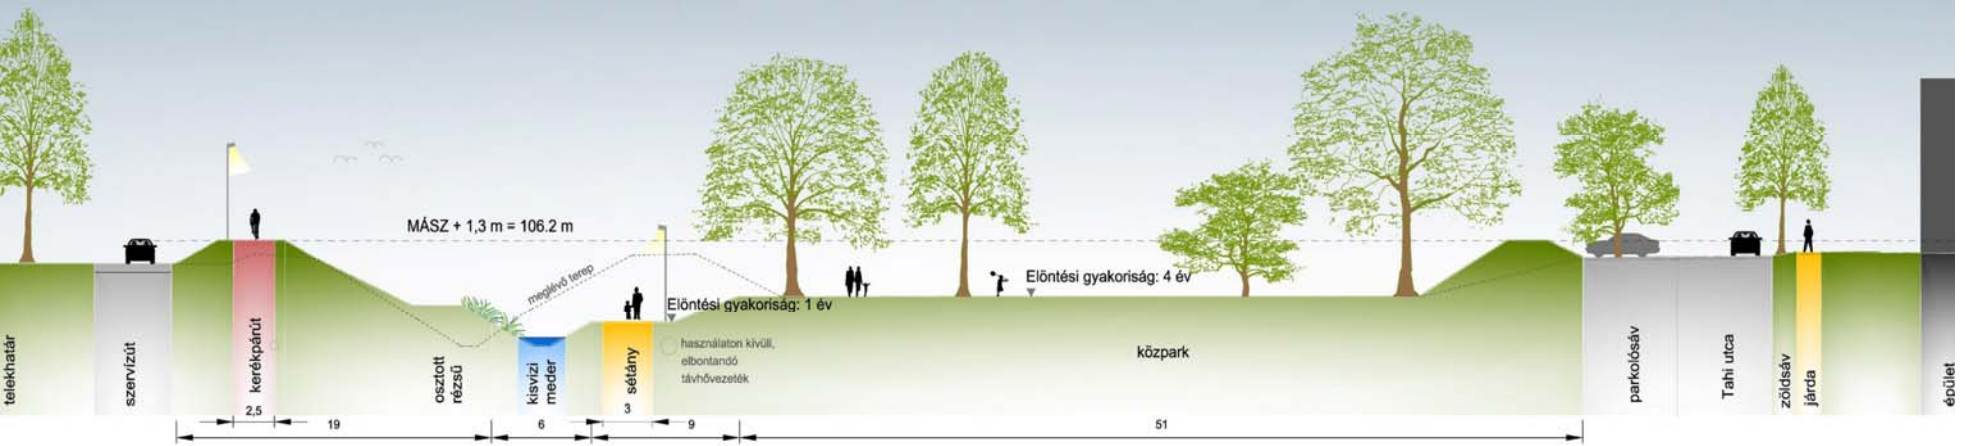 MÁSZ + 1,3 m = 106.2 m
meglévő terep
Elöntési gyakoriság: 4 év
Elöntési gyakoriság: 1 év
használaton kívüli,
elbontandó
távhővezeték
telekhatár
szervízút
kerékpárút
osztott
rézsű
kisvízi
meder
sétány
közpark
parkolósáv
Tahi utca
zöldsáv
járda
épület
2,5
3
19
6
9
51